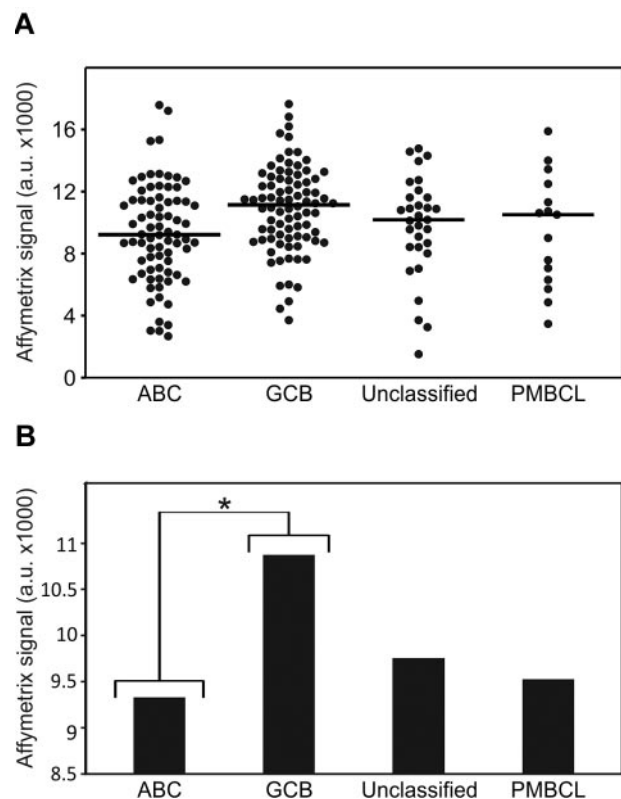 A
Affymetrix signal (a.u. x1000)
16
12
8
4
0
ABC GCB Unclassified PMBCL
B
Affymetrix signal (a.u. x1000)
*
11
10.5
10
9.5
9
8.5
ABC GCB Unclassified PMBCL